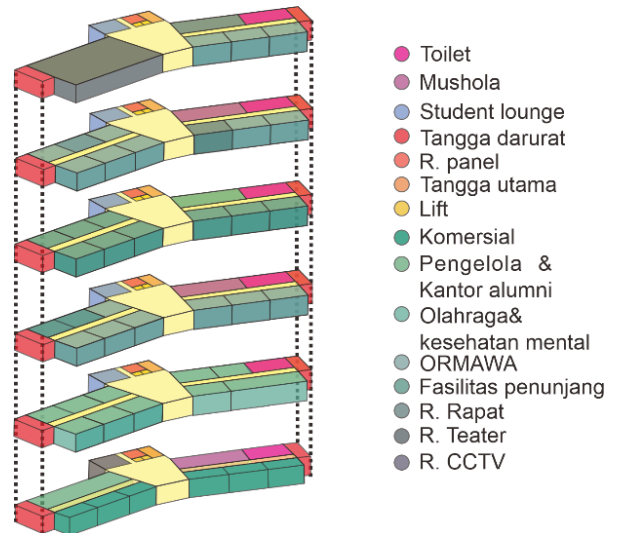 Toilet
Mushola
Student lounge
Tangga darurat
R. panel
Tangga utama
Lift
Komersial
Pengelola &
Kantor alumni
Olahraga&
kesehatan mental
ORMAWA
Fasilitas penunjang
R. Rapat
R. Teater
R. CCTV